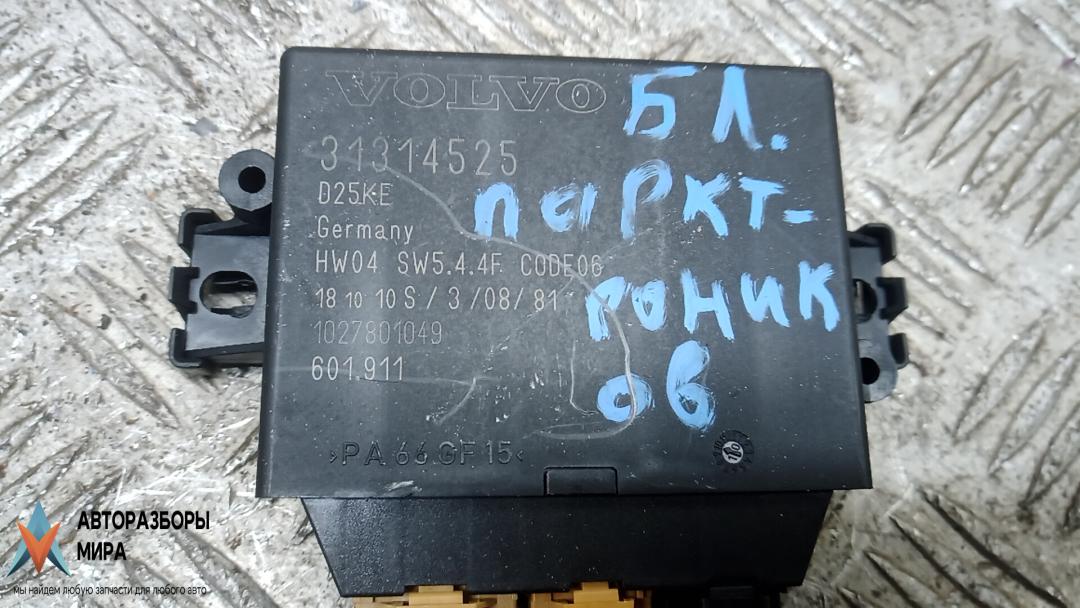 VOLVO
БЛ.
31314525
D25KE
паркт-
Germany
HW04 SW5.4.4F CODE06
18 10 10 S / 3 / 08 / 81
роник
1027801049
601.911
ов
>PA 66 GF 15<
АВТОРАЗБОРЫ
МИРА
мы найдем любую запчасти для любого авто